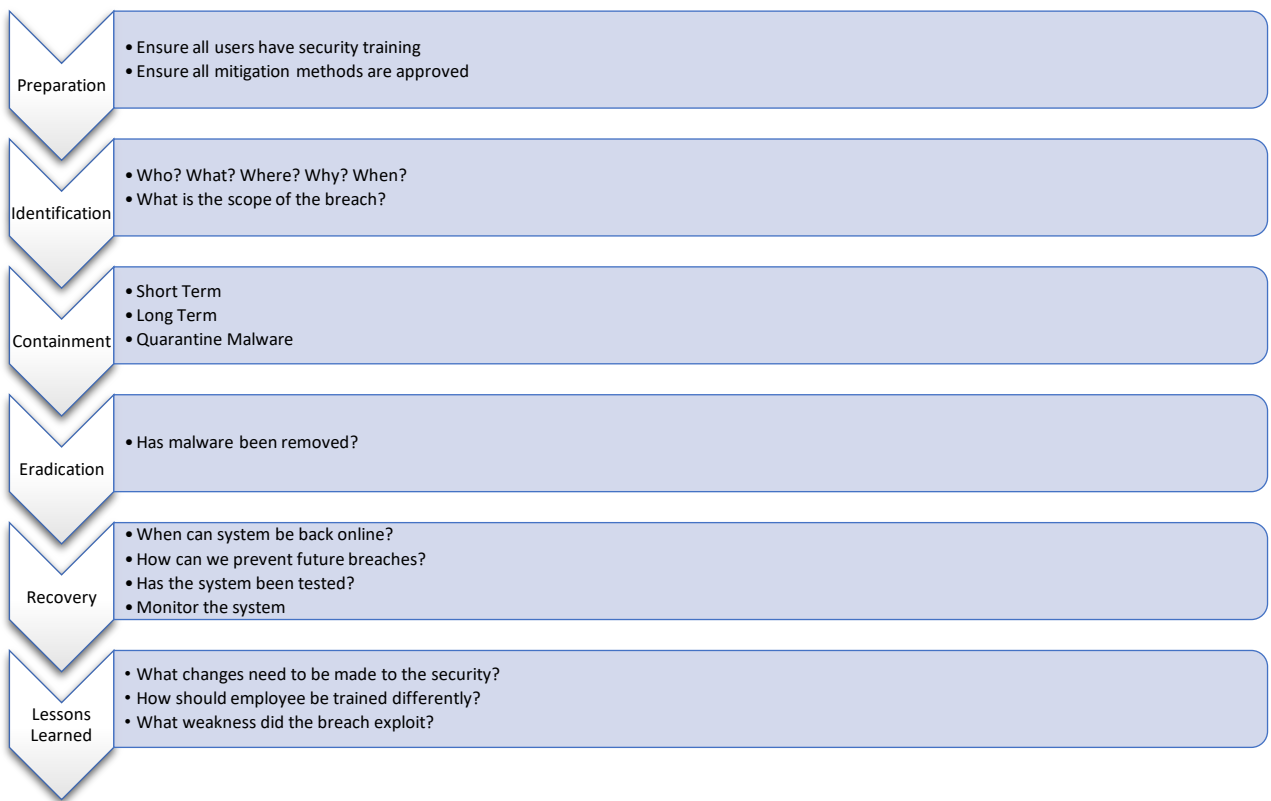 Preparation
• Ensure all users have security training
• Ensure all mitigation methods are approved
Identification
• Who? What? Where? Why? When?
• What is the scope of the breach?
Containment
• Short Term
• Long Term
• Quarantine Malware
Eradication
• Has malware been removed?
Recovery
• When can system be back online?
• How can we prevent future breaches?
• Has the system been tested?
• Monitor the system
Lessons
Learned
• What changes need to be made to the security?
• How should employee be trained differently?
• What weakness did the breach exploit?